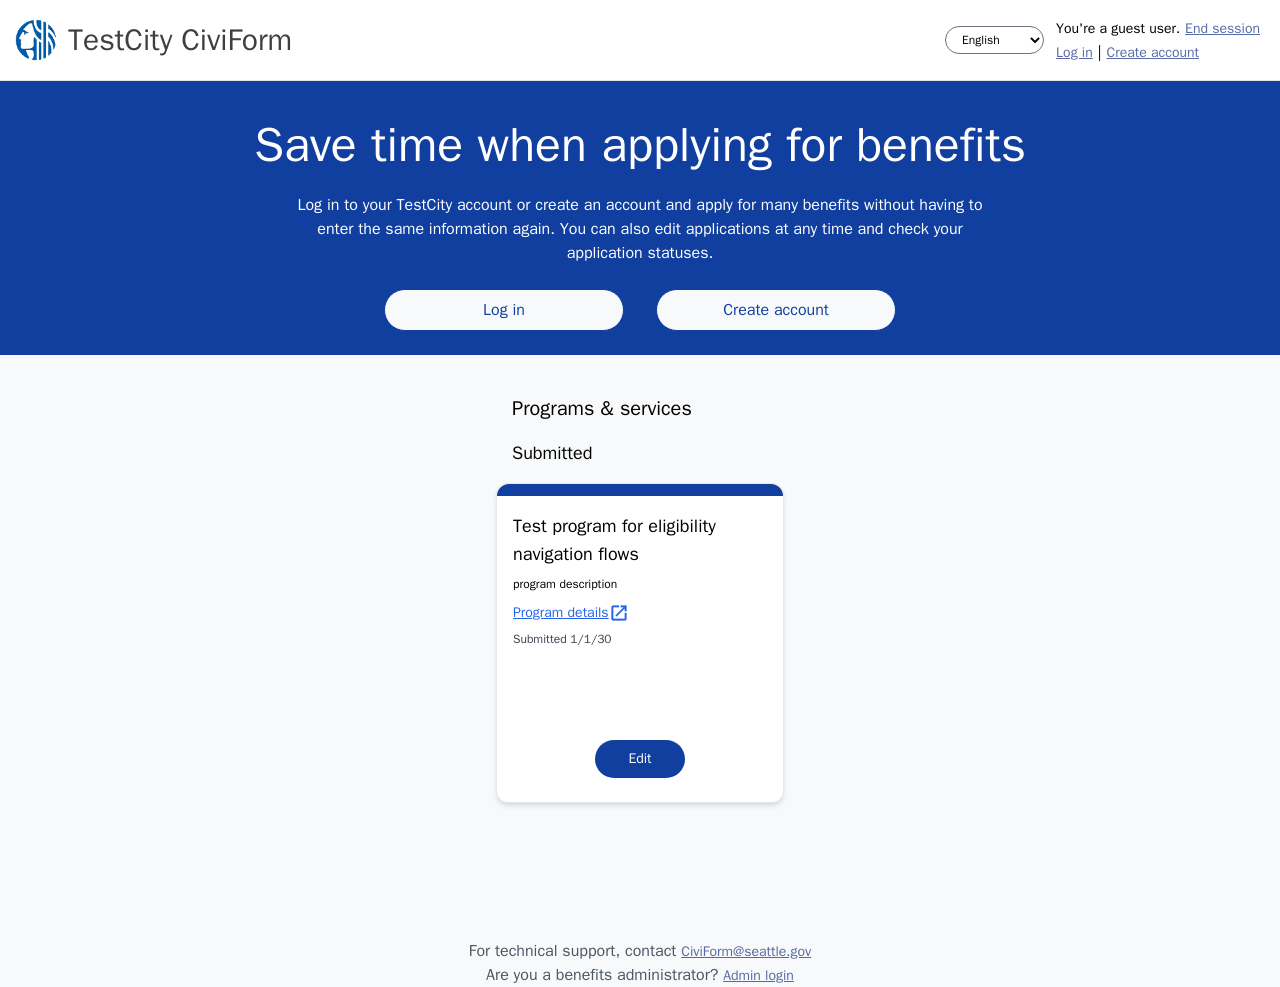 TestCity CiviForm
English
You're a guest user. End session
Log in | Create account
Save time when applying for benefits
Log in to your TestCity account or create an account and apply for many benefits without having to
enter the same information again. You can also edit applications at any time and check your
application statuses.
Log in
Create account
Programs & services
Submitted
Test program for eligibility
navigation flows
program description
Program details
Submitted 1/1/30
Edit
For technical support, contact CiviForm@seattle.gov
Are you a benefits administrator? Admin login